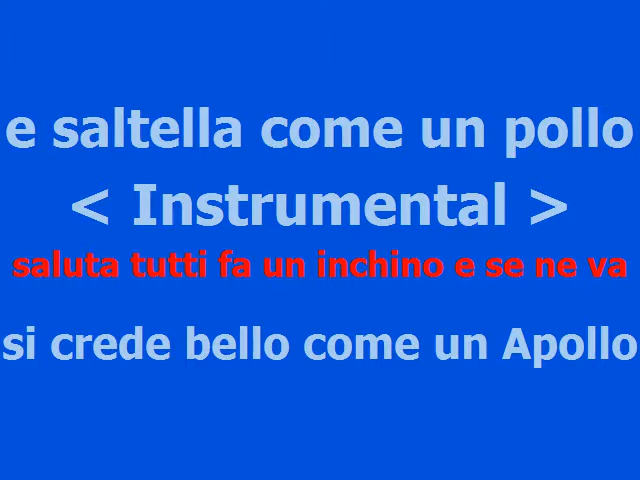 e saltella come un pollo
< Instrumental >
saluta tutti fa un inchino e se ne va
si crede bello come un Apollo